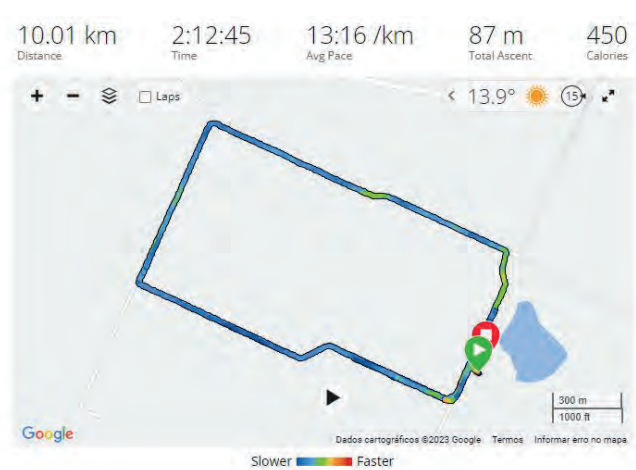 10.01 km 2:12:45 13:16 /km 87 m 450
Distance Time Avg Pace Total Ascent Calories
+ − Laps < 13.9° 15
300 m
1000 ft
Google Dados cartográficos ©2023 Google Termos Informar erro no mapa
Slower Faster